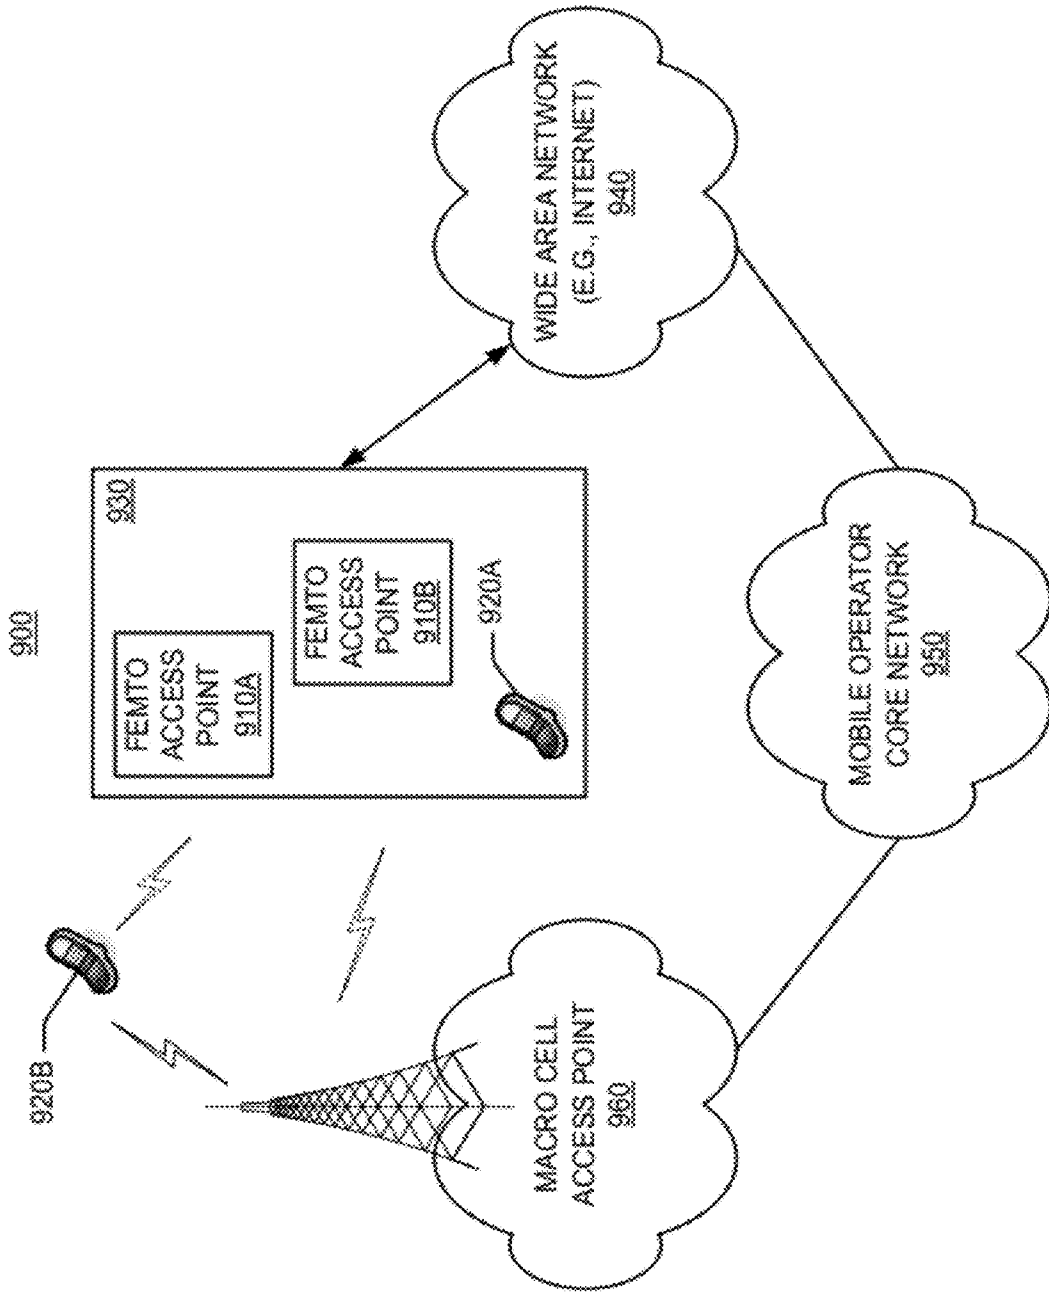 900
920B
930
FEMTO
ACCESS
POINT
910A
FEMTO
ACCESS
POINT
910B
920A
MACRO CELL
ACCESS POINT
960
WIDE AREA NETWORK
(E.G., INTERNET)
940
MOBILE OPERATOR
CORE NETWORK
950